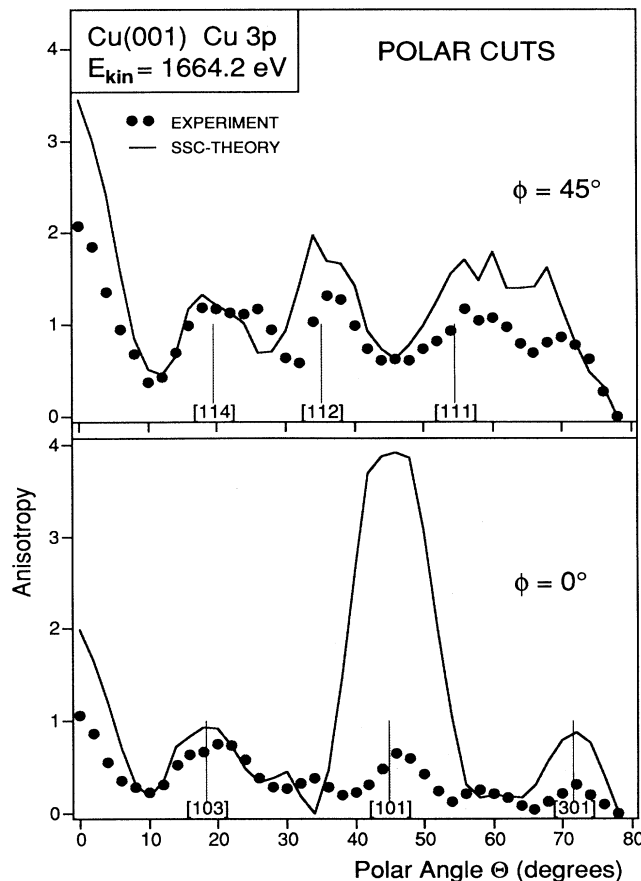 Cu(001) Cu 3p
E_kin = 1664.2 eV
POLAR CUTS
EXPERIMENT
SSC-THEORY
ϕ = 45°
4
3
2
1
0
[114] [112] [111]
ϕ = 0°
4
3
2
1
0
[103] [101] [301]
Anisotropy
0 10 20 30 40 50 60 70 80
Polar Angle Θ (degrees)